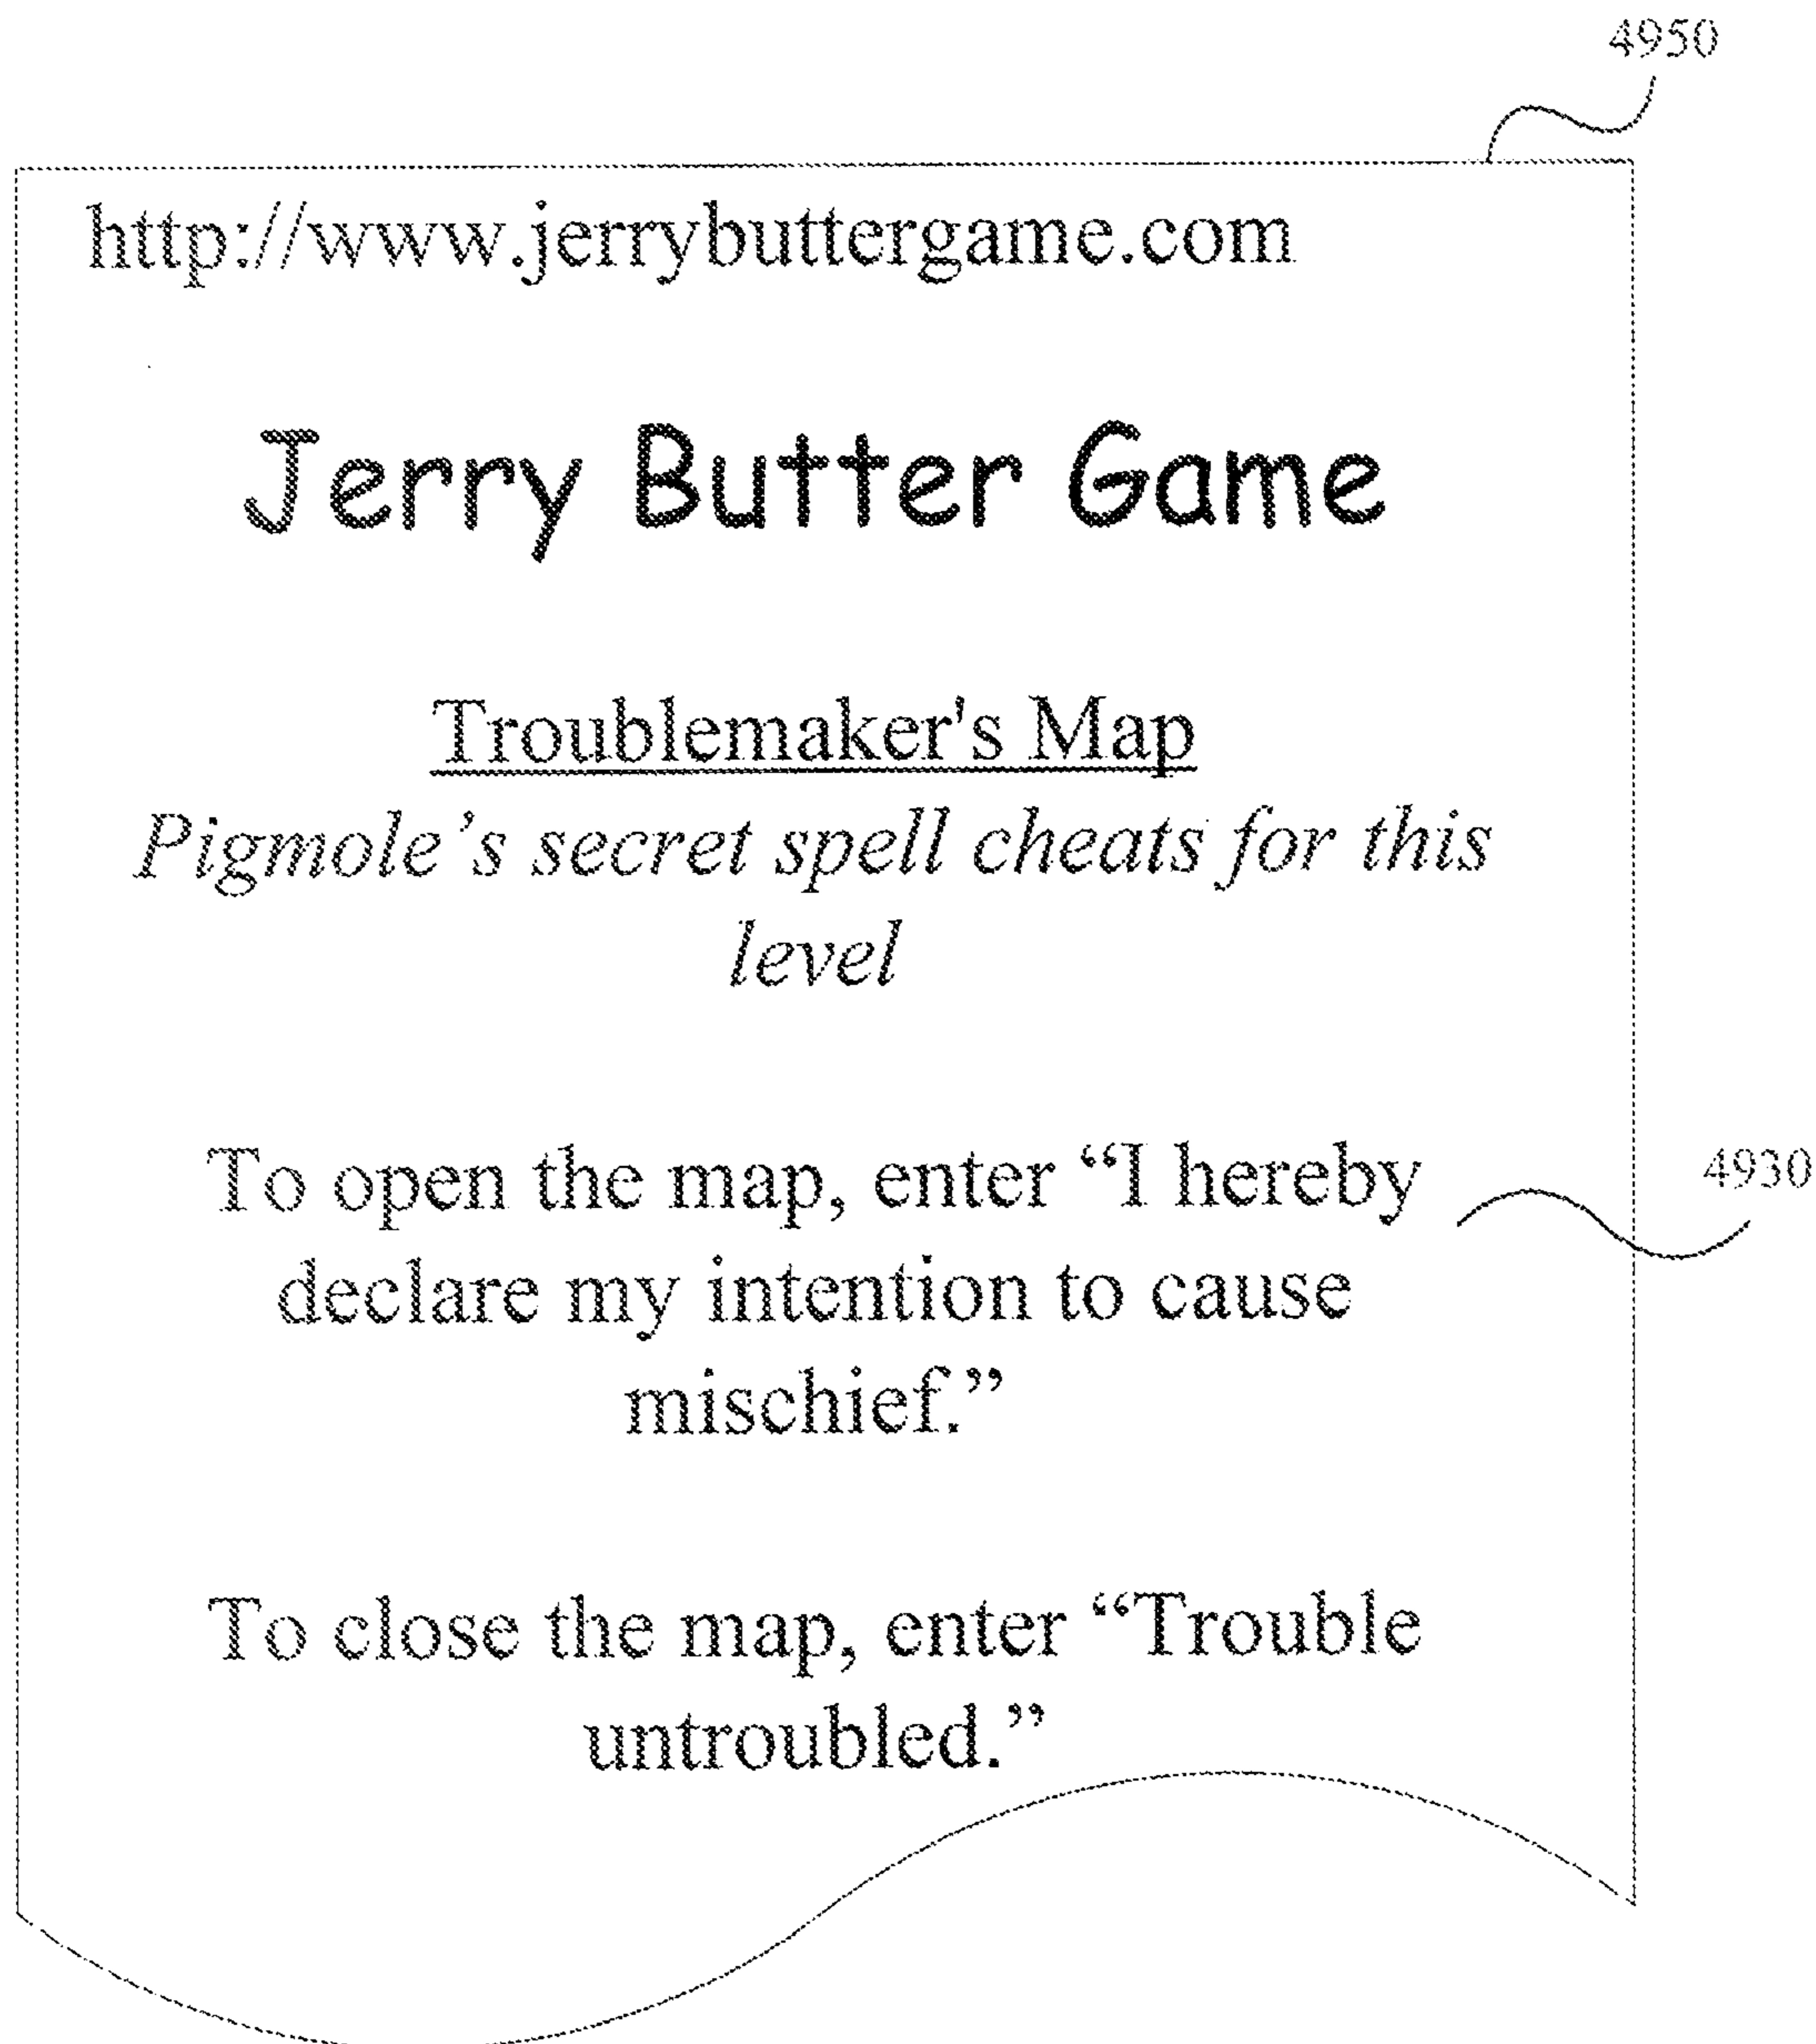 4950
http://www.jerrybuttergame.com
Jerry Butter Game
Troublemaker's Map
Pigmole’s secret spell cheats for this
level
To open the map, enter “I hereby
4930
declare my intention to cause
mischief.”
To close the map, enter “Trouble
untroubled.”